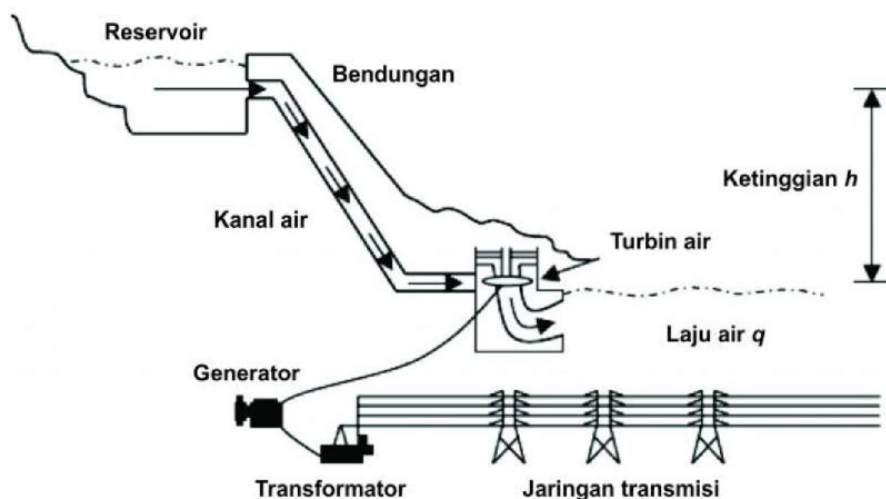 Reservoir
Bendungan
Ketinggian h
Kanal air
Turbin air
Laju air q
Generator
Transformator
Jaringan transmisi